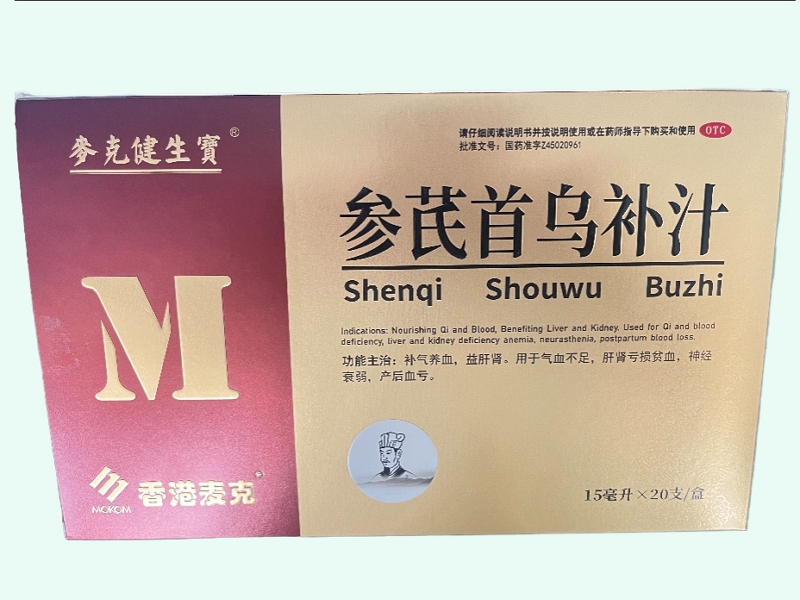 麥克健生寶®
M
MOKOM
香港麦克
请仔细阅读说明书并按说明使用或在药师指导下购买和使用 OTC
批准文号：国药准字Z45020961
参芪首乌补汁
Shenqi Shouwu Buzhi
Indications: Nourishing Qi and Blood, Benefiting Liver and Kidney. Used for Qi and blood
deficiency, liver and kidney deficiency anemia, neurasthenia, postpartum blood loss.
功能主治：补气养血，益肝肾。用于气血不足，肝肾亏损贫血，神经
衰弱，产后血亏。
15毫升×20支/盒